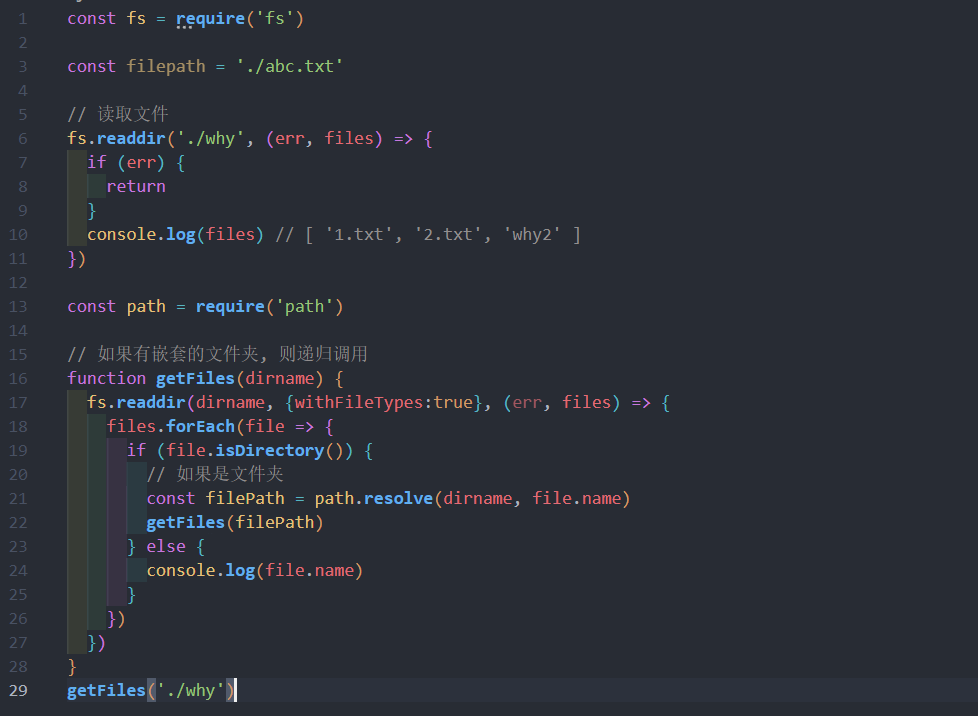 1 const fs = require('fs')
2
3 const filepath = './abc.txt'
4
5 // 读取文件
6 fs.readdir('./why', (err, files) => {
7   if (err) {
8     return
9   }
10   console.log(files) // [ '1.txt', '2.txt', 'why2' ]
11 })
12
13 const path = require('path')
14
15 // 如果有嵌套的文件夹, 则递归调用
16 function getFiles(dirname) {
17   fs.readdir(dirname, {withFileTypes:true}, (err, files) => {
18     files.forEach(file => {
19       if (file.isDirectory()) {
20         // 如果是文件夹
21         const filePath = path.resolve(dirname, file.name)
22         getFiles(filePath)
23       } else {
24         console.log(file.name)
25       }
26     })
27   })
28 }
29 getFiles('./why')